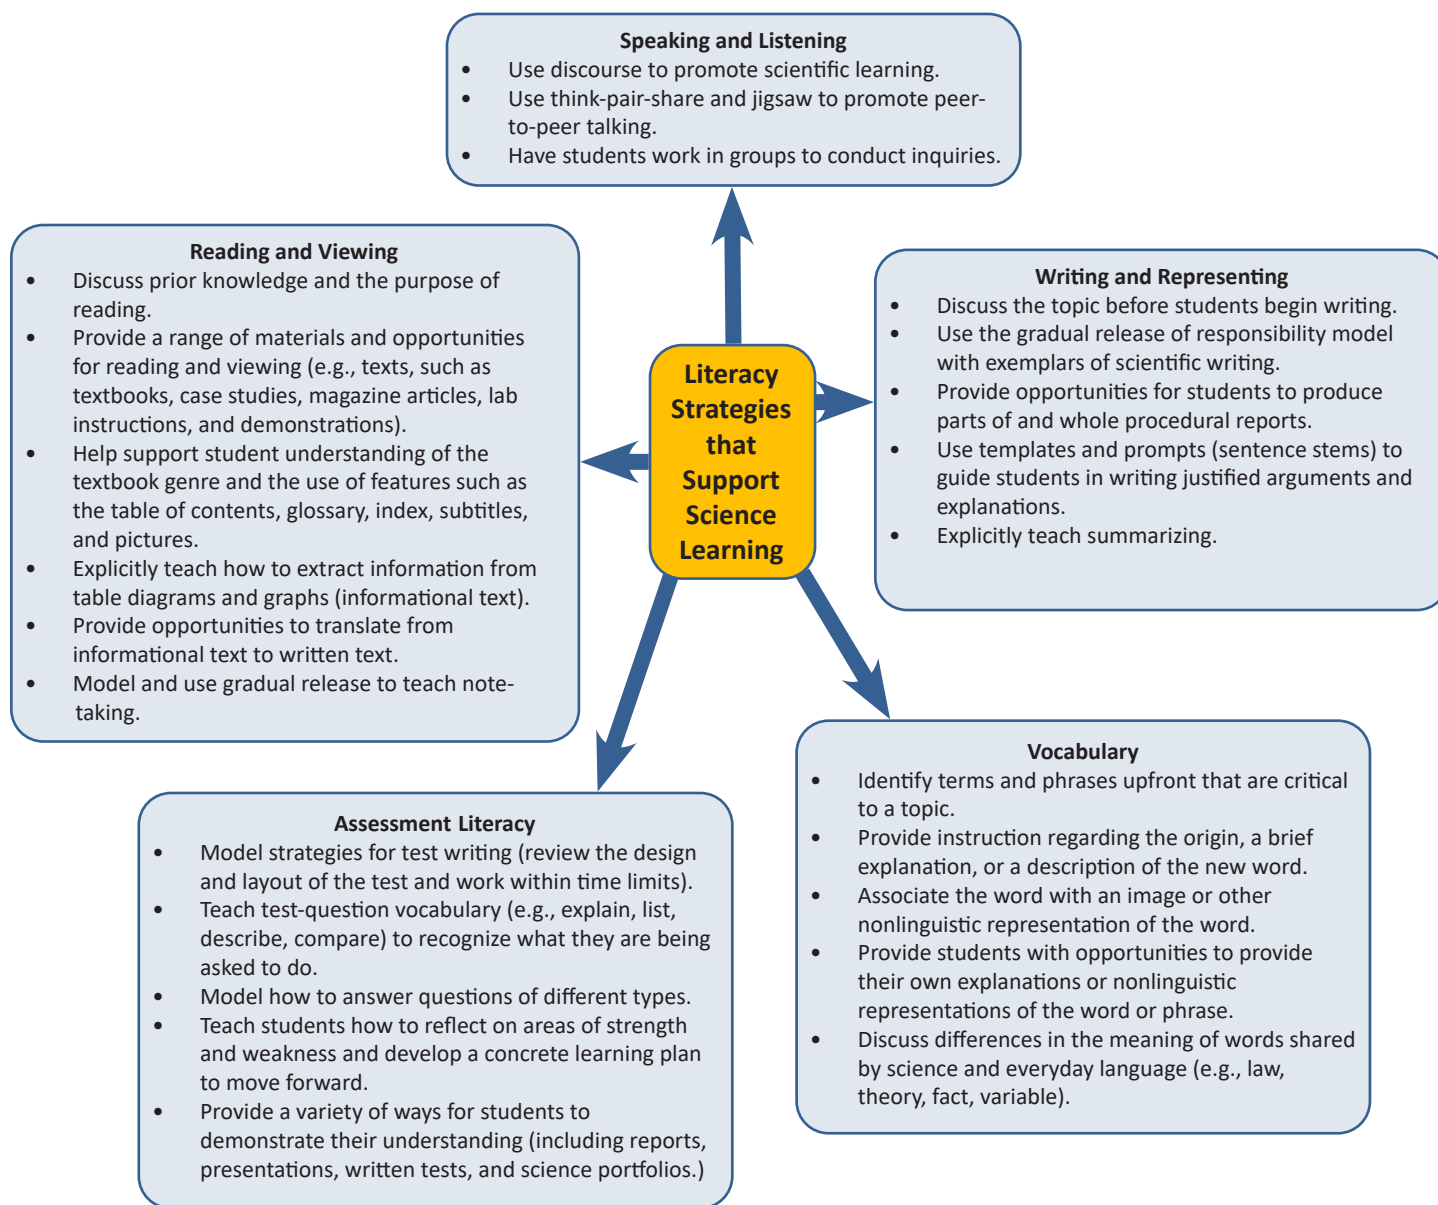 Speaking and Listening
• Use discourse to promote scientific learning.
• Use think-pair-share and jigsaw to promote peer-
to-peer talking.
• Have students work in groups to conduct inquiries.
Reading and Viewing
• Discuss prior knowledge and the purpose of
reading.
• Provide a range of materials and opportunities
for reading and viewing (e.g., texts, such as
textbooks, case studies, magazine articles, lab
instructions, and demonstrations).
• Help support student understanding of the
textbook genre and the use of features such as
the table of contents, glossary, index, subtitles,
and pictures.
• Explicitly teach how to extract information from
table diagrams and graphs (informational text).
• Provide opportunities to translate from
informational text to written text.
• Model and use gradual release to teach note-
taking.
Literacy
Strategies
that
Support
Science
Learning
Writing and Representing
• Discuss the topic before students begin writing.
• Use the gradual release of responsibility model
with exemplars of scientific writing.
• Provide opportunities for students to produce
parts of and whole procedural reports.
• Use templates and prompts (sentence stems) to
guide students in writing justified arguments and
explanations.
• Explicitly teach summarizing.
Assessment Literacy
• Model strategies for test writing (review the design
and layout of the test and work within time limits).
• Teach test-question vocabulary (e.g., explain, list,
describe, compare) to recognize what they are being
asked to do.
• Model how to answer questions of different types.
• Teach students how to reflect on areas of strength
and weakness and develop a concrete learning plan
to move forward.
• Provide a variety of ways for students to
demonstrate their understanding (including reports,
presentations, written tests, and science portfolios.)
Vocabulary
• Identify terms and phrases upfront that are critical
to a topic.
• Provide instruction regarding the origin, a brief
explanation, or a description of the new word.
• Associate the word with an image or other
nonlinguistic representation of the word.
• Provide students with opportunities to provide
their own explanations or nonlinguistic
representations of the word or phrase.
• Discuss differences in the meaning of words shared
by science and everyday language (e.g., law,
theory, fact, variable).